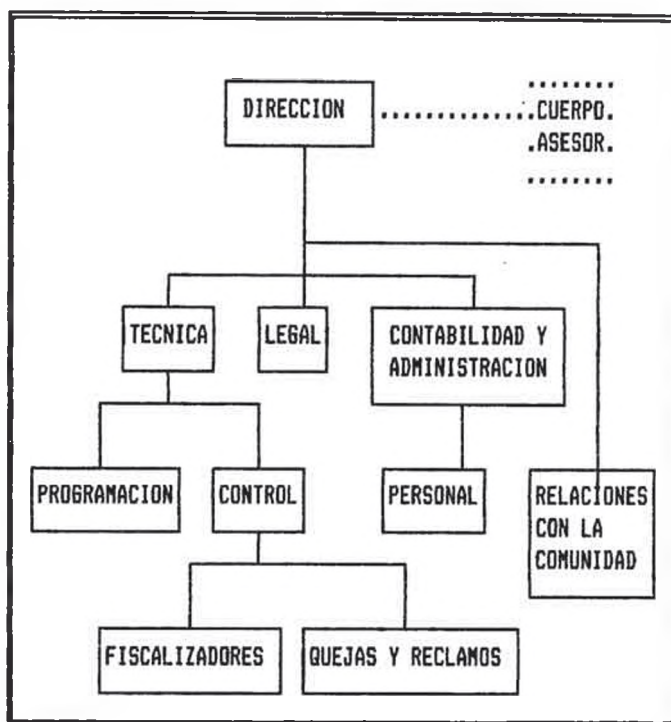 DIRECCION
CUERPO
ASESOR
TECNICA
LEGAL
CONTABILIDAD Y
ADMINISTRACION
PROGRAMACION
CONTROL
PERSONAL
RELACIONES
CON LA
COMUNIDAD
FISCALIZADORES
QUEJAS Y RECLAMOS